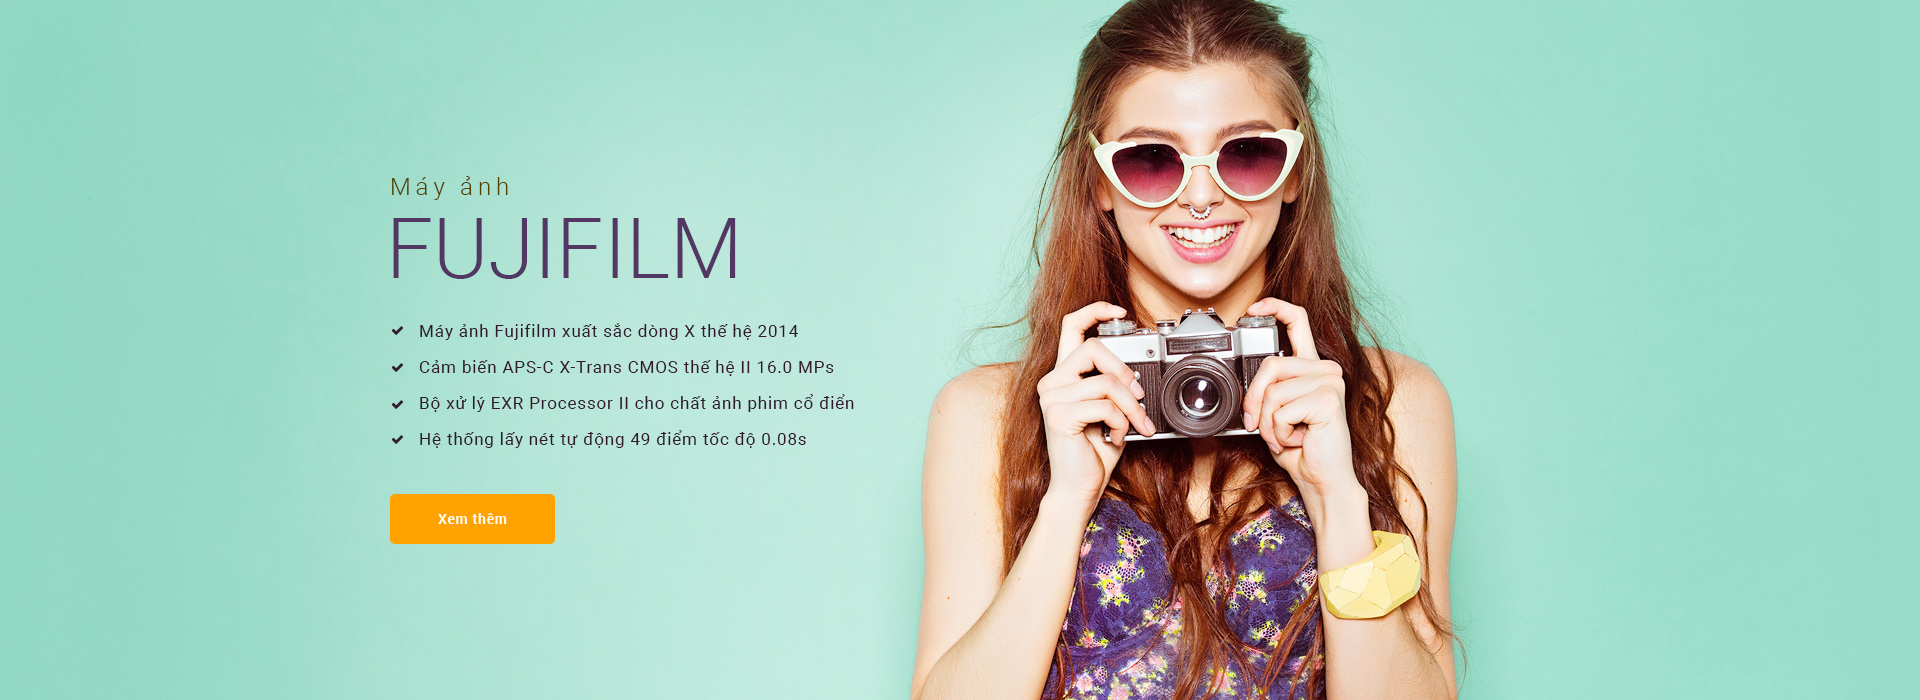 Máy ảnh
FUJIFILM
Máy ảnh Fujifilm xuất sắc dòng X thế hệ 2014
Cảm biến APS-C X-Trans CMOS thế hệ II 16.0 MPs
Bộ xử lý EXR Processor II cho chất ảnh phim cổ điển
Hệ thống lấy nét tự động 49 điểm tốc độ 0.08s
Xem thêm